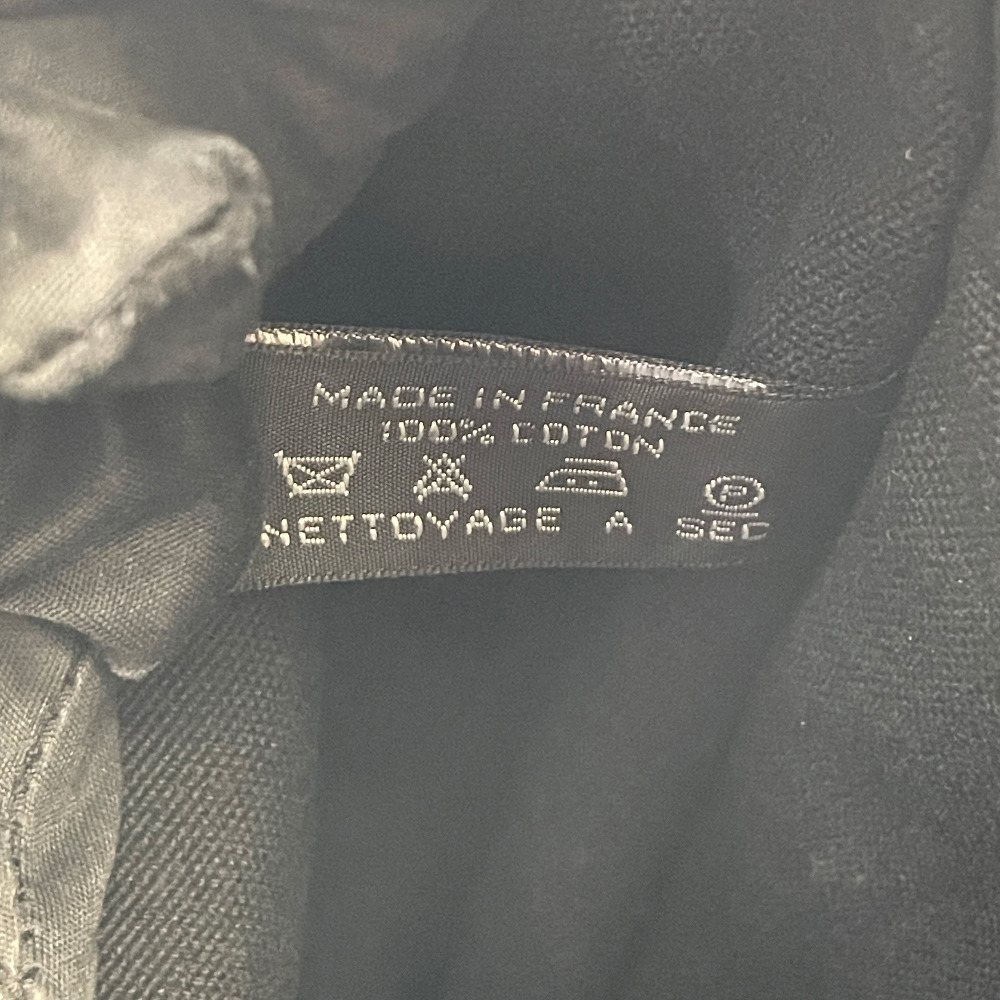 MADE IN FRANCE
100% COTON
P
NETTOYAGE A SEC